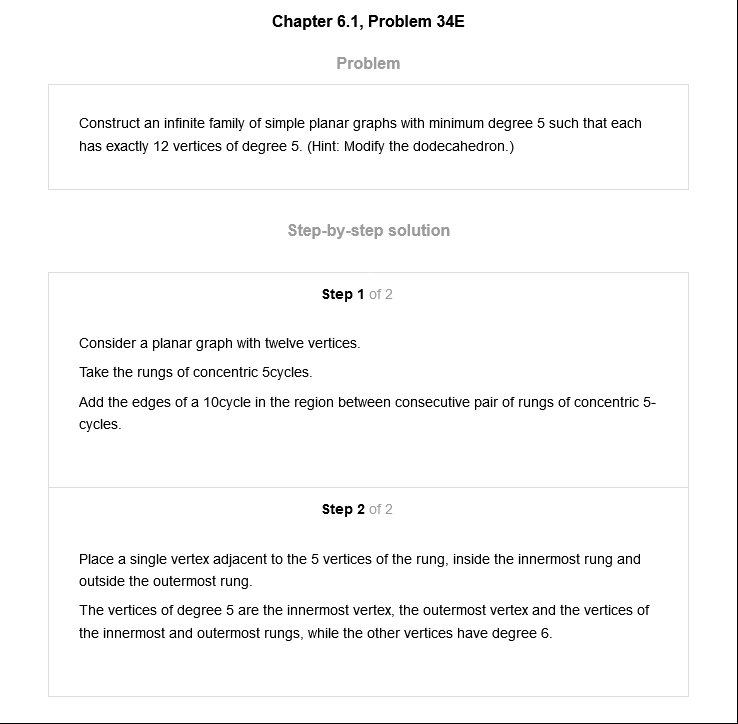 Chapter 6.1, Problem 34E
Problem
Construct an infinite family of simple planar graphs with minimum degree 5 such that each
has exactly 12 vertices of degree 5. (Hint: Modify the dodecahedron.)
Step-by-step solution
Step 1 of 2
Consider a planar graph with twelve vertices.
Take the rungs of concentric 5cycles.
Add the edges of a 10cycle in the region between consecutive pair of rungs of concentric 5-
cycles.
Step 2 of 2
Place a single vertex adjacent to the 5 vertices of the rung, inside the innermost rung and
outside the outermost rung.
The vertices of degree 5 are the innermost vertex, the outermost vertex and the vertices of
the innermost and outermost rungs, while the other vertices have degree 6.